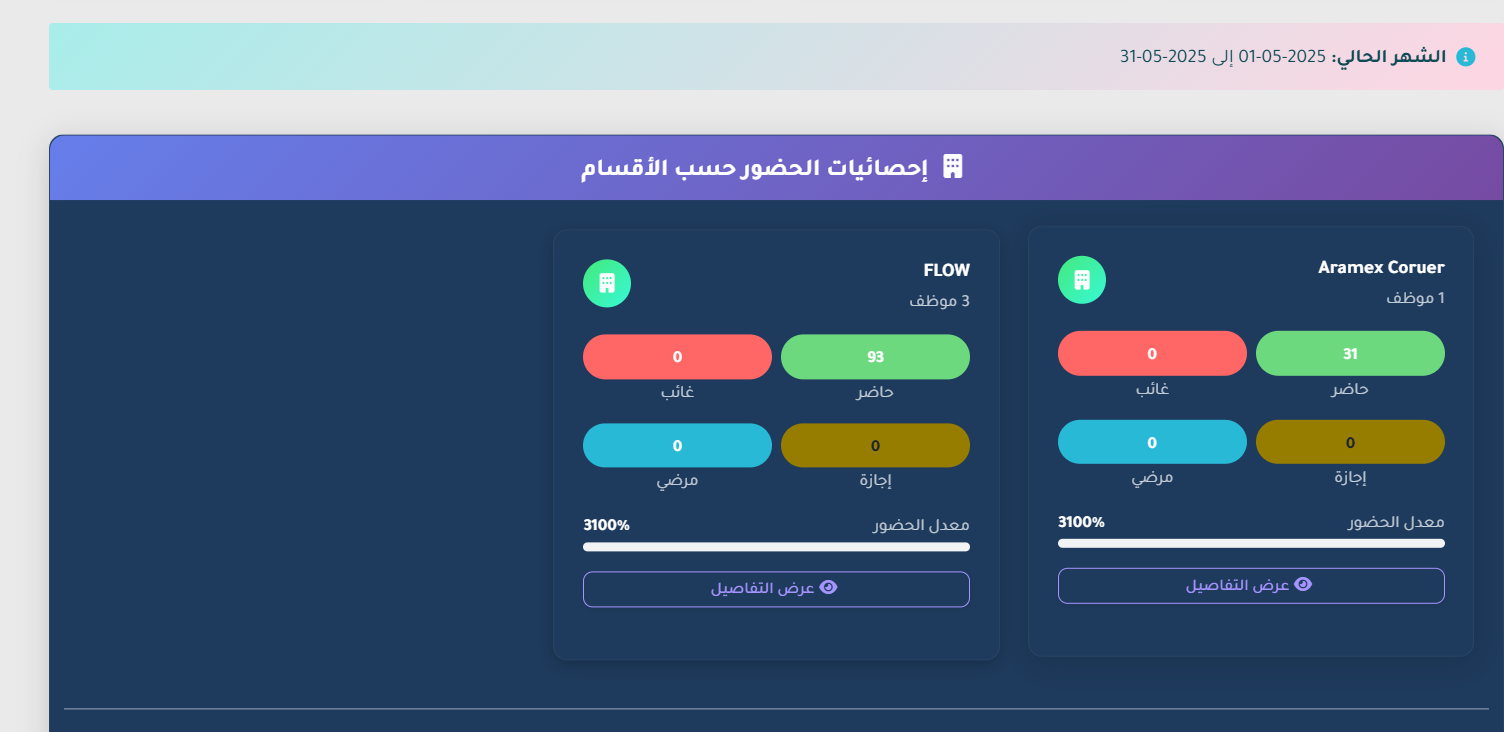 الشهر الحالي: 2025-05-01 إلى 2025-05-31
إحصائيات الحضور حسب الأقسام
Aramex Coruer
1 موظف
31
0
حاضر
غائب
0
0
إجازة
مرضي
معدل الحضور
3100%
عرض التفاصيل
FLOW
3 موظف
93
0
حاضر
غائب
0
0
إجازة
مرضي
معدل الحضور
3100%
عرض التفاصيل